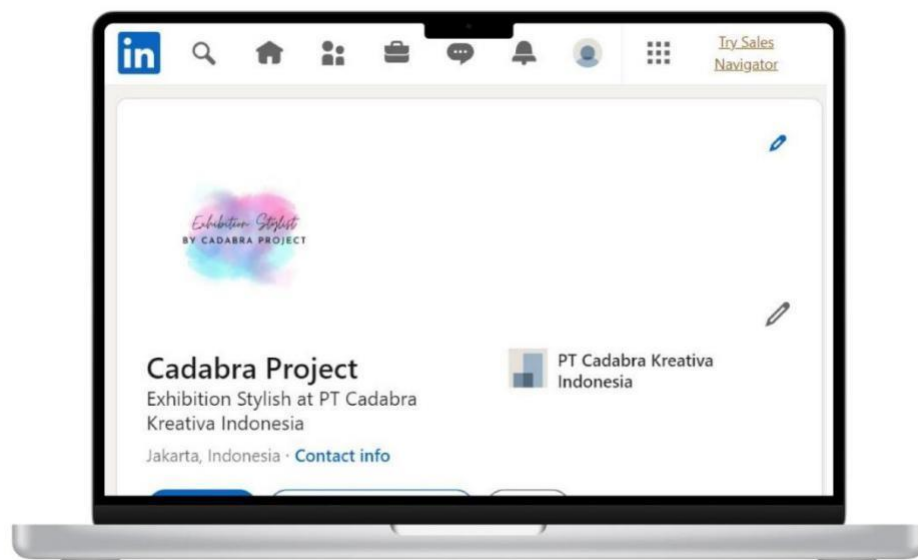 in
Try Sales
Navigator
Exhibition Stylist
BY CADABRA PROJECT
Cadabra Project
PT Cadabra Kreativa
Indonesia
Exhibition Stylish at PT Cadabra
Kreativa Indonesia
Jakarta, Indonesia · Contact info